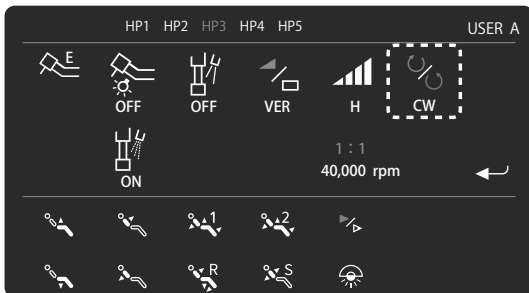 HP1 HP2 HP3 HP4 HP5 USER A
E
OFF OFF VER H CW
ON
1 : 1
40,000 rpm
1 2
R S